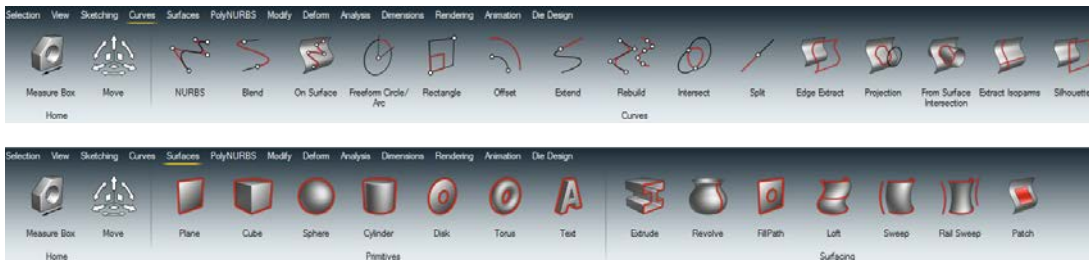 Selection View Sketching Curves Surfaces PolyNURBS Modify Deform Analysis Dimensions Rendering Animation Die Design
Measure Box Move NURBS Blend On Surface Freeform Circle/ Rectangle Offset Extend Rebuild Intersect Split Edge Extract Projection From Surface Extract Isoparms Silhouette
Arc Intersection
Home Curves
Selection View Sketching Curves Surfaces PolyNURBS Modify Deform Analysis Dimensions Rendering Animation Die Design
Measure Box Move Plane Cube Sphere Cylinder Disk Torus Text Extrude Revolve FillPath Loft Sweep Rail Sweep Patch
Home Primitives Surfacing